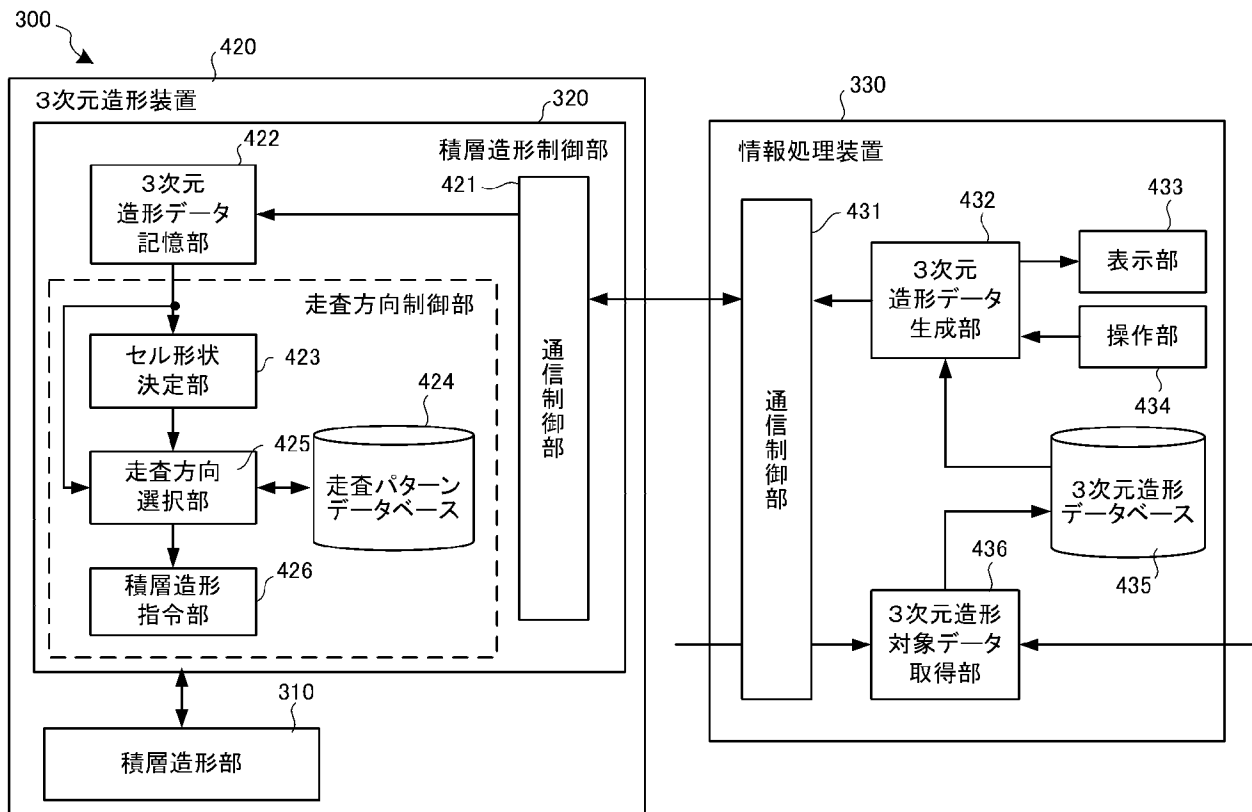 300
420
3次元造形装置
320
積層造形制御部
422
3次元
造形データ
記憶部
421
通信制御部
走査方向制御部
セル形状
決定部
423
424
走査パターン
データベース
425
走査方向
選択部
積層造形
指令部
426
310
積層造形部
330
情報処理装置
431
通信制御部
432
3次元
造形データ
生成部
433
表示部
操作部
434
3次元造形
データベース
435
436
3次元造形
対象データ
取得部